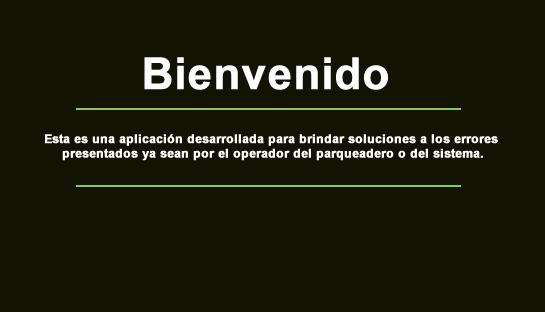 Bienvenido
Esta es una aplicación desarrollada para brindar soluciones a los errores
presentados ya sean por el operador del parqueadero o del sistema.